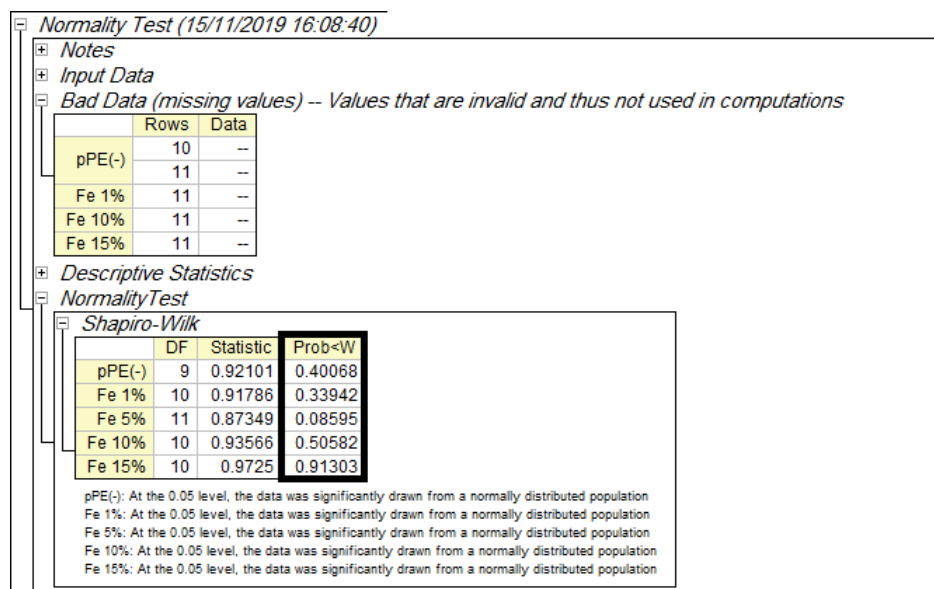 Normality Test (15/11/2019 16:08:40)
Notes
Input Data
Bad Data (missing values) -- Values that are invalid and thus not used in computations
Rows Data
pPE(-) 10 --
11 --
Fe 1% 11 --
Fe 10% 11 --
Fe 15% 11 --
Descriptive Statistics
NormalityTest
Shapiro-Wilk
DF Statistic Prob<W
pPE(-) 9 0.92101 0.40068
Fe 1% 10 0.91786 0.33942
Fe 5% 11 0.87349 0.08595
Fe 10% 10 0.93566 0.50582
Fe 15% 10 0.9725 0.91303
pPE(-): At the 0.05 level, the data was significantly drawn from a normally distributed population
Fe 1%: At the 0.05 level, the data was significantly drawn from a normally distributed population
Fe 5%: At the 0.05 level, the data was significantly drawn from a normally distributed population
Fe 10%: At the 0.05 level, the data was significantly drawn from a normally distributed population
Fe 15%: At the 0.05 level, the data was significantly drawn from a normally distributed population